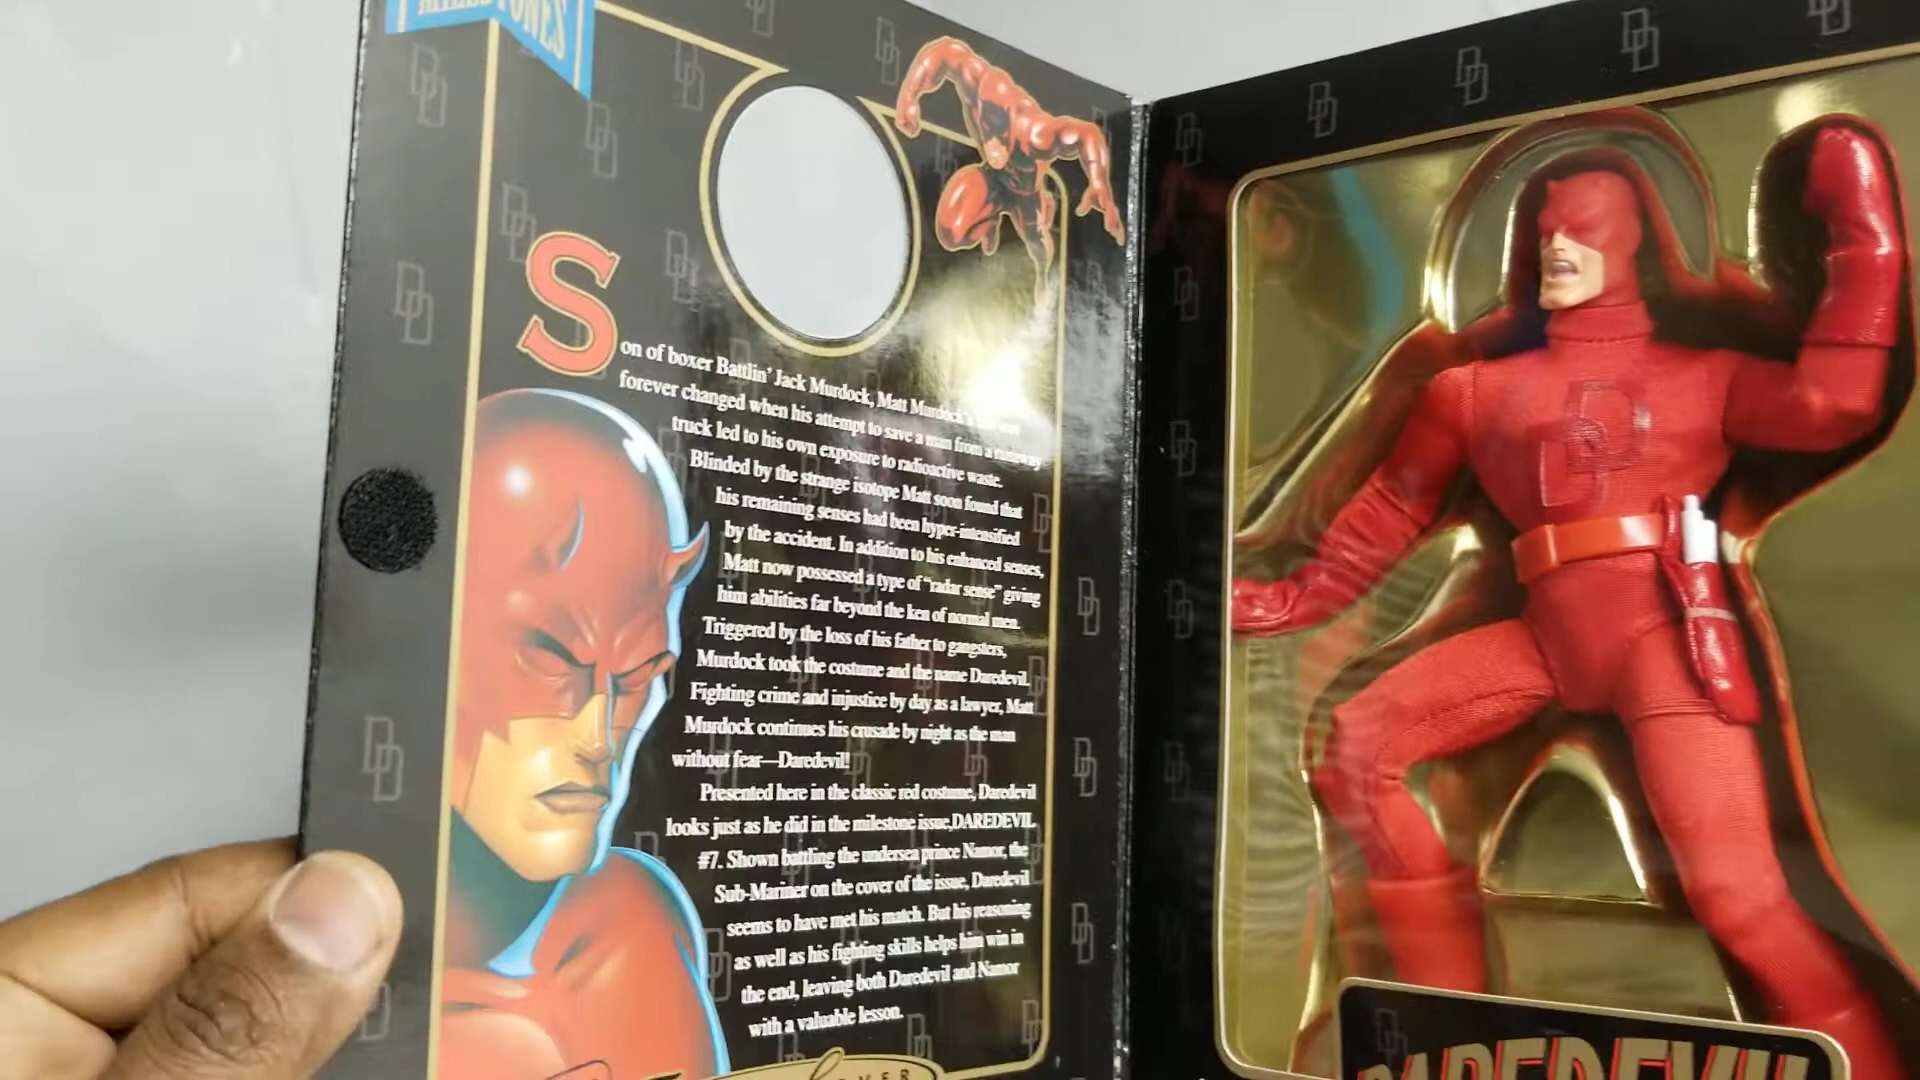 MILESTONES
Son of boxer Battlin' Jack Murdock, Matt Murdock's life was
forever changed when his attempt to save a man from a runaway
truck led to his own exposure to radioactive waste.
Blinded by the strange isotope Matt soon found that
his remaining senses had been hyper-intensified
by the accident. In addition to his enhanced senses,
Matt now possessed a type of "radar sense" giving
him abilities far beyond the ken of normal men.
Triggered by the loss of his father to gangsters,
Murdock took the costume and the name Daredevil.
Fighting crime and injustice by day as a lawyer, Matt
Murdock continues his crusade by night as the man
without fear—Daredevil!
Presented here in the classic red costume, Daredevil
looks just as he did in the milestone issue,DAREDEVIL
#7. Shown battling the undersea prince Namor, the
Sub-Mariner on the cover of the issue, Daredevil
seems to have met his match. But his reasoning
as well as his fighting skills helps him win in
the end, leaving both Daredevil and Namor
with a valuable lesson.
DD
DAREDEVIL